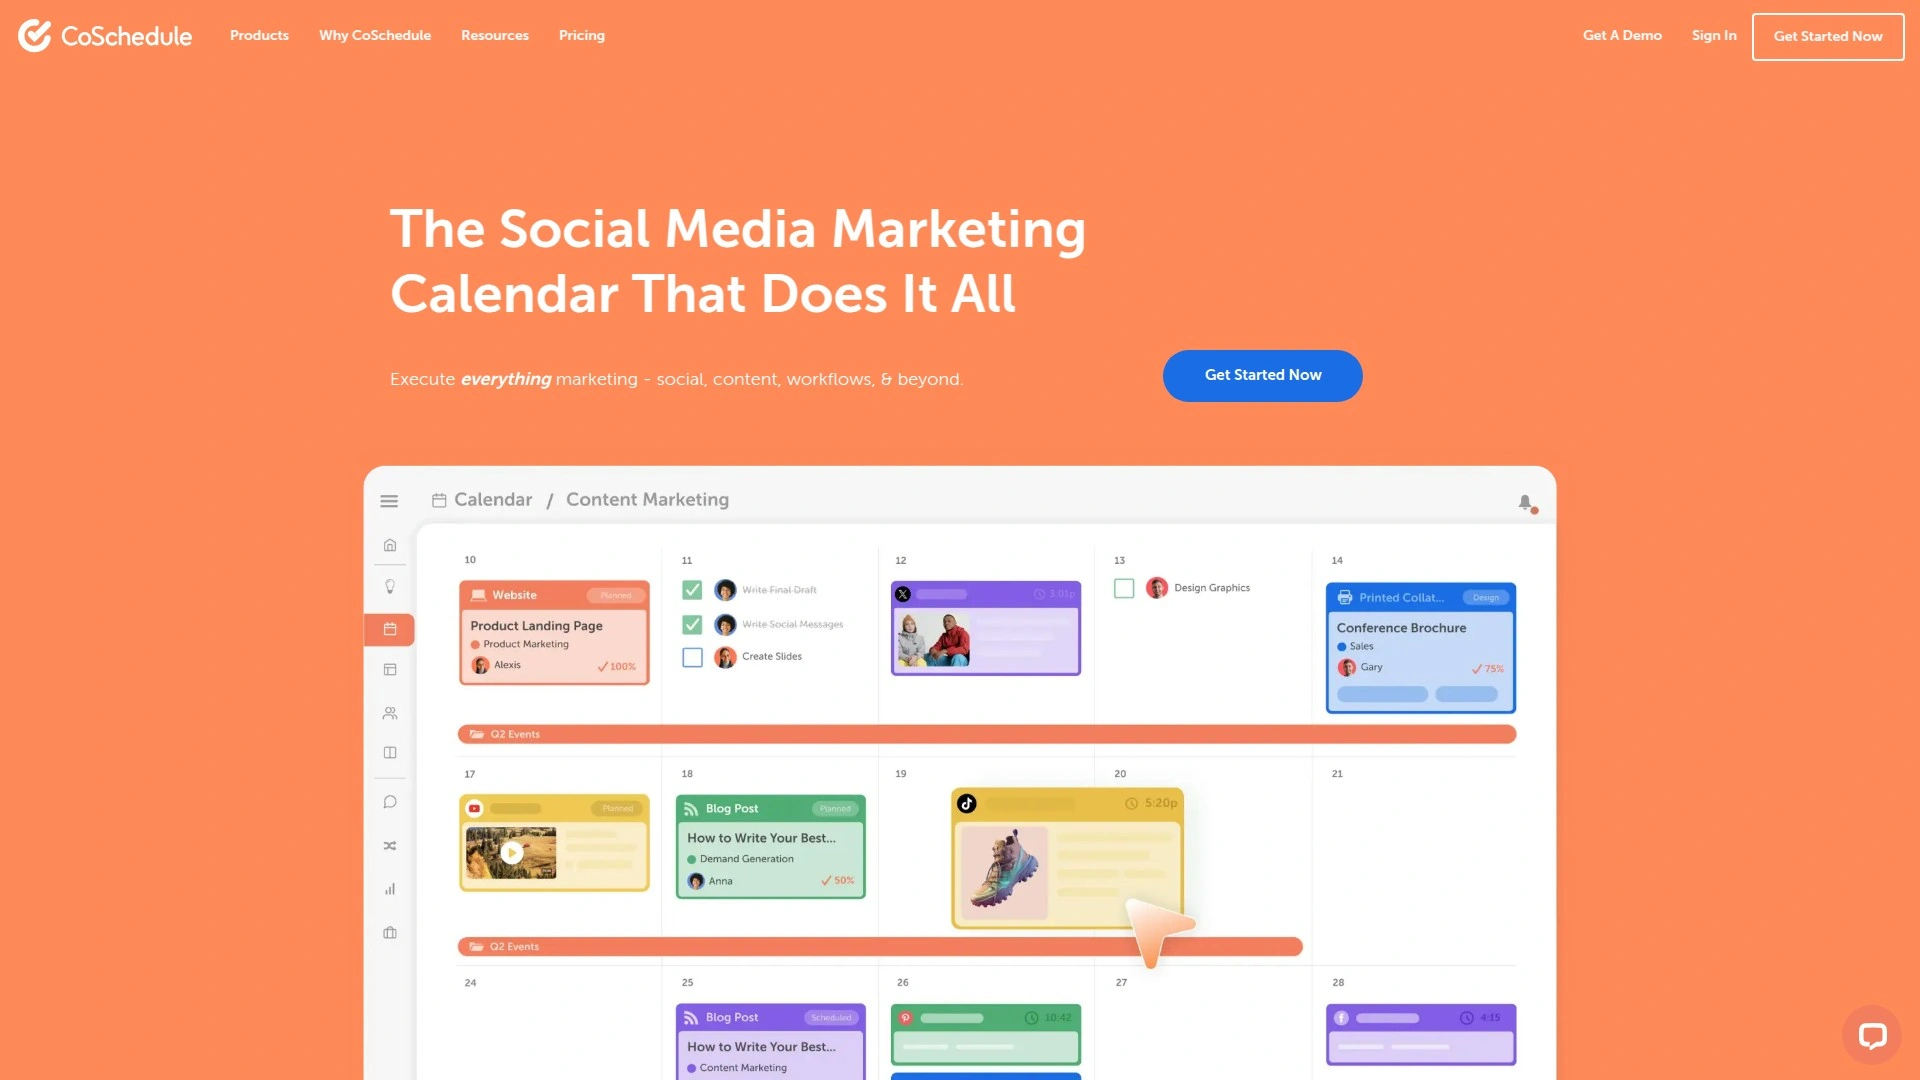 CoSchedule
Products
Why CoSchedule
Resources
Pricing
Get A Demo
Sign In
Get Started Now
The Social Media Marketing
Calendar That Does It All
Execute everything marketing - social, content, workflows, & beyond.
Get Started Now
Calendar / Content Marketing
10
11
12
13
14
Website
Planned
Product Landing Page
Product Marketing
Alexis
100%
Write Final Draft
Write Social Messages
Create Slides
3:01p
Design Graphics
Printed Collat...
Design
Conference Brochure
Sales
Gary
75%
Q2 Events
17
18
19
20
21
Planned
Blog Post
Planned
How to Write Your Best...
Demand Generation
Anna
50%
5:20p
Q2 Events
24
25
26
27
28
Blog Post
Scheduled
How to Write Your Best...
Content Marketing
10:42
4:15